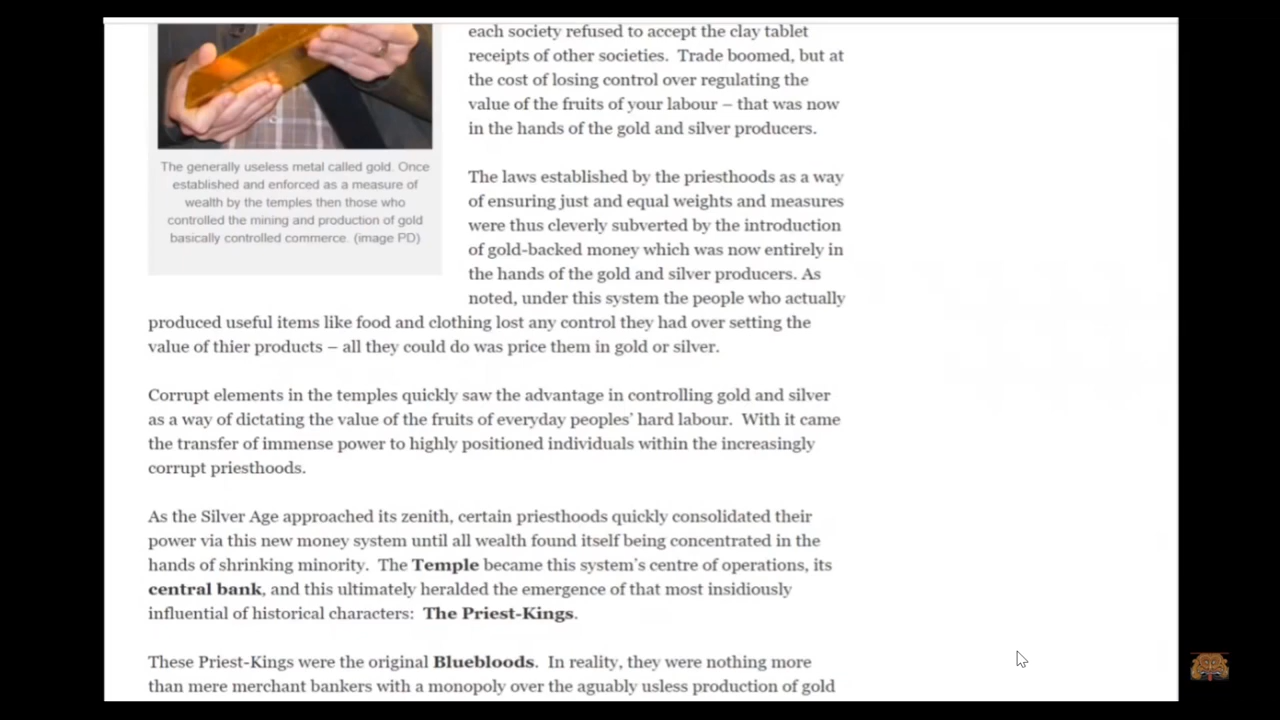 each society refused to accept the clay tablet
receipts of other societies.  Trade boomed, but at
the cost of losing control over regulating the
value of the fruits of your labour – that was now
in the hands of the gold and silver producers.
The generally useless metal called gold. Once
established and enforced as a measure of
wealth by the temples then those who
controlled the mining and production of gold
basically controlled commerce. (image PD)
The laws established by the priesthoods as a way
of ensuring just and equal weights and measures
were thus cleverly subverted by the introduction
of gold-backed money which was now entirely in
the hands of the gold and silver producers. As
noted, under this system the people who actually
produced useful items like food and clothing lost any control they had over setting the
value of thier products – all they could do was price them in gold or silver.
Corrupt elements in the temples quickly saw the advantage in controlling gold and silver
as a way of dictating the value of the fruits of everyday peoples' hard labour.  With it came
the transfer of immense power to highly positioned individuals within the increasingly
corrupt priesthoods.
As the Silver Age approached its zenith, certain priesthoods quickly consolidated their
power via this new money system until all wealth found itself being concentrated in the
hands of shrinking minority.  The Temple became this system's centre of operations, its
central bank, and this ultimately heralded the emergence of that most insidiously
influential of historical characters:  The Priest-Kings.
These Priest-Kings were the original Bluebloods.  In reality, they were nothing more
than mere merchant bankers with a monopoly over the aguably usless production of gold